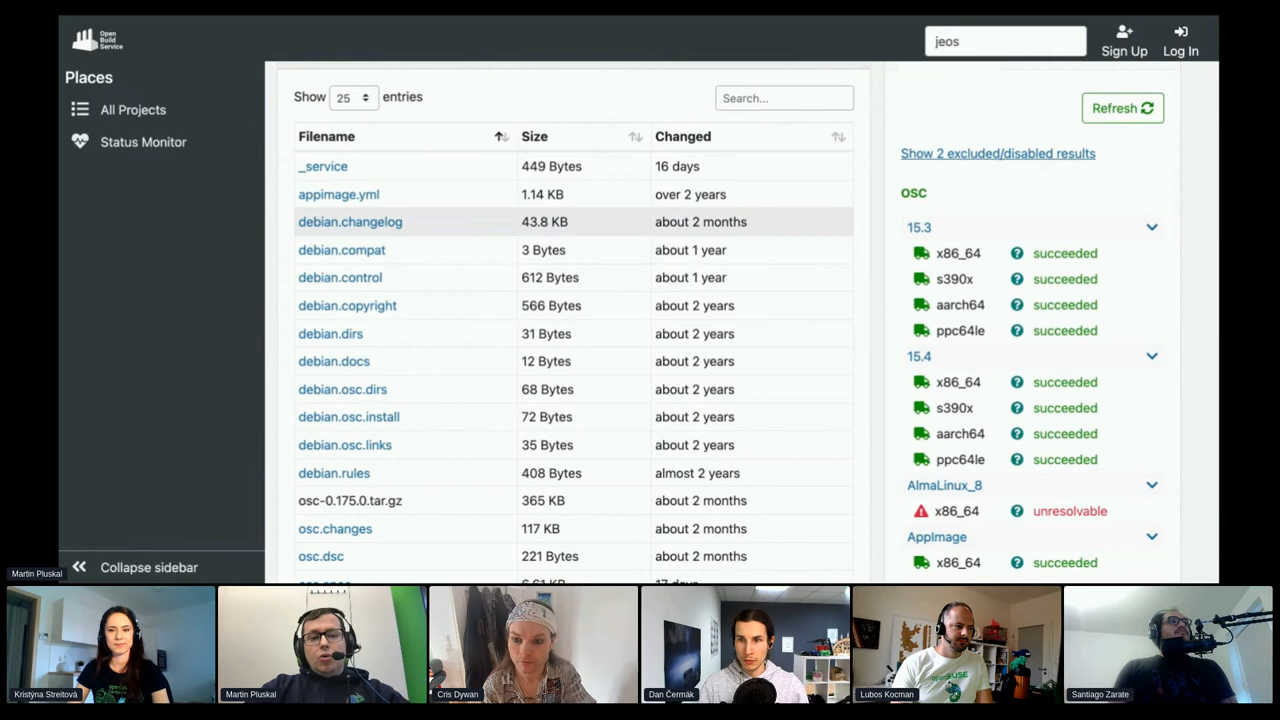 Open
Build
Service
jeos
Sign Up
Log In
Places
All Projects
Status Monitor
Collapse sidebar
Show 25 entries
Search...
Filename Size Changed
_service 449 Bytes 16 days
appimage.yml 1.14 KB over 2 years
debian.changelog 43.8 KB about 2 months
debian.compat 3 Bytes about 1 year
debian.control 612 Bytes about 1 year
debian.copyright 566 Bytes about 2 years
debian.dirs 31 Bytes about 2 years
debian.docs 12 Bytes about 2 years
debian.osc.dirs 68 Bytes about 2 years
debian.osc.install 72 Bytes about 2 years
debian.osc.links 35 Bytes about 2 years
debian.rules 408 Bytes almost 2 years
osc-0.175.0.tar.gz 365 KB about 2 months
osc.changes 117 KB about 2 months
osc.dsc 221 Bytes about 2 months
Refresh
Show 2 excluded/disabled results
osc
15.3
x86_64 succeeded
s390x succeeded
aarch64 succeeded
ppc64le succeeded
15.4
x86_64 succeeded
s390x succeeded
aarch64 succeeded
ppc64le succeeded
AlmaLinux_8
x86_64 unresolvable
AppImage
x86_64 succeeded
Martin Pluskal
Kristýna Streitová
Martin Pluskal
Cris Dywan
Dan Čermák
Lubos Kocman
Santiago Zarate
openSUSE